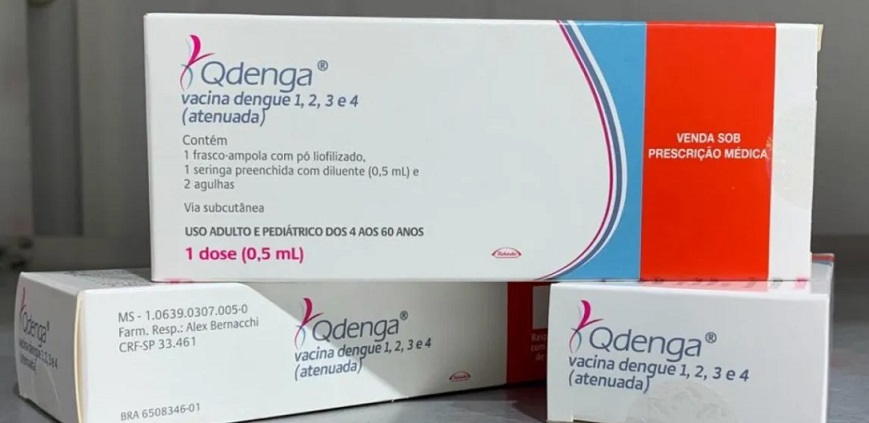 Qdenga®
vacina dengue 1, 2, 3 e 4
(atenuada)
Contém
1 frasco-ampola com pó liofilizado,
1 seringa preenchida com diluente (0,5 mL) e
2 agulhas
Via subcutânea
USO ADULTO E PEDIÁTRICO DOS 4 AOS 60 ANOS
1 dose (0,5 mL)
Takeda
VENDA SOB
PRESCRIÇÃO MÉDICA
MS - 1.0639.0307.005-0
Farm. Resp.: Alex Bernacchi
CRF-SP 33.461
BRA 6508346-01
Qdenga®
vacina dengue 1, 2, 3 e 4
(atenuada)
Qdenga®
vacina dengue 1, 2, 3 e 4
(atenuada)